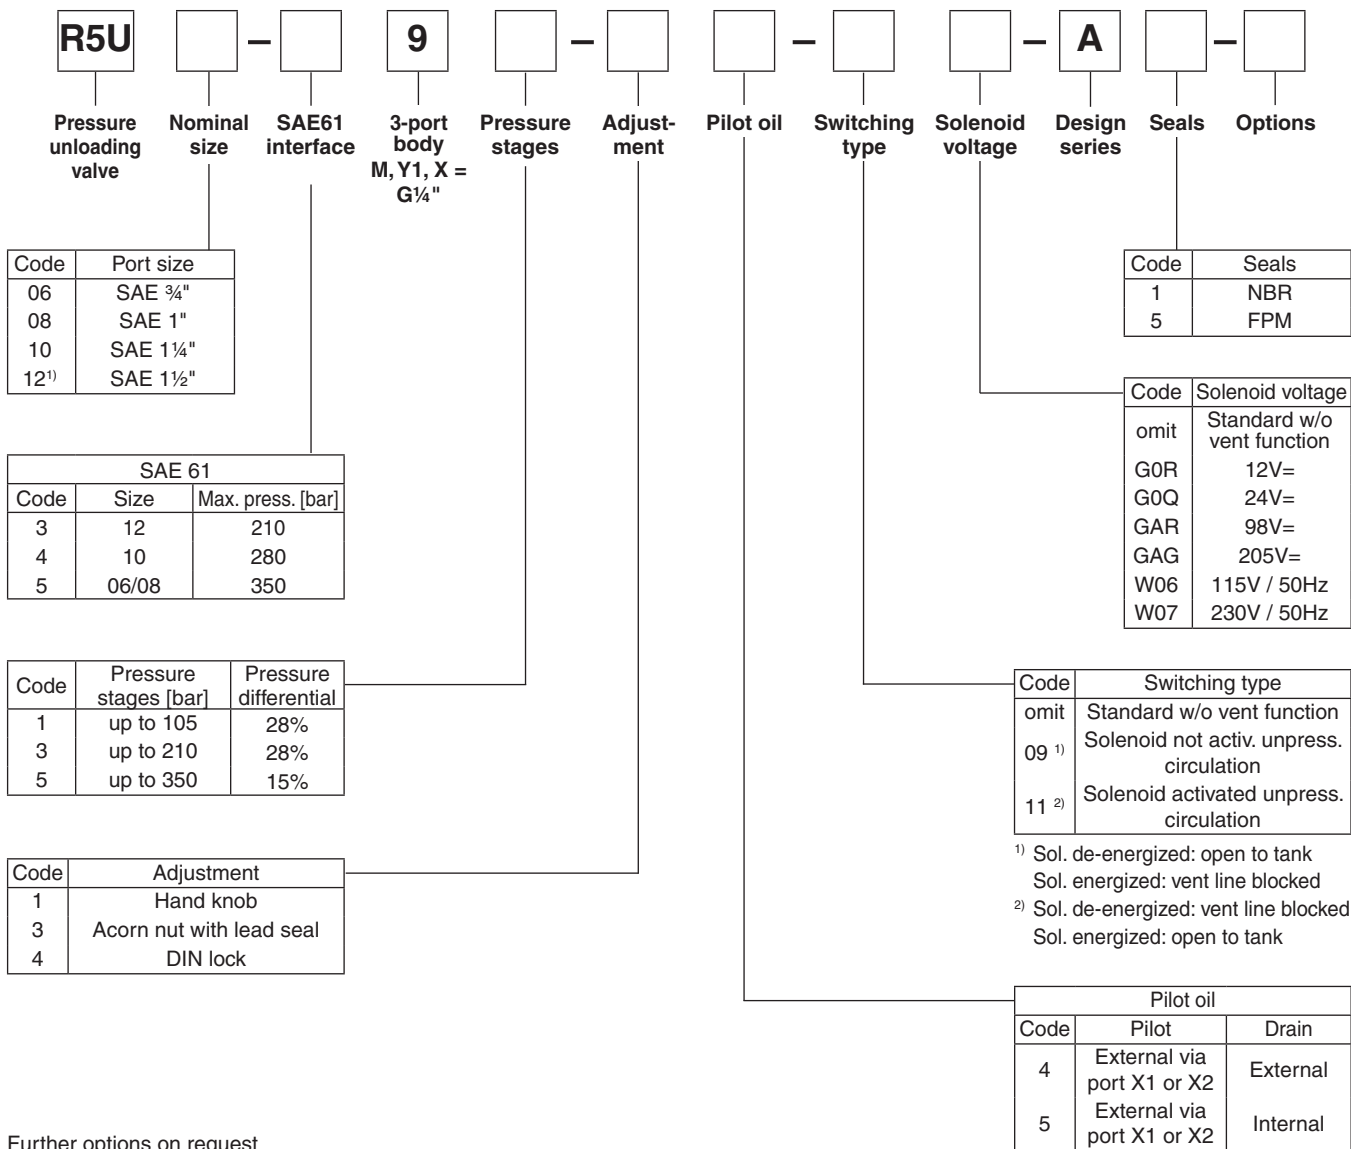 R5U – 9 – – – A –
Pressure unloading valve
Nominal size
SAE61 interface
3-port body M, Y1, X = G¼"
Pressure stages
Adjust-ment
Pilot oil
Switching type
Solenoid voltage
Design series
Seals
Options
Code Port size
06 SAE ¾"
08 SAE 1"
10 SAE 1¼"
12¹⁾ SAE 1½"
Code Seals
1 NBR
5 FPM
Code Solenoid voltage
omit Standard w/o vent function
G0R 12V=
G0Q 24V=
GAR 98V=
GAG 205V=
W06 115V / 50Hz
W07 230V / 50Hz
SAE 61
Code Size Max. press. [bar]
3 12 210
4 10 280
5 06/08 350
Code Pressure stages [bar] Pressure differential
1 up to 105 28%
3 up to 210 28%
5 up to 350 15%
Code Switching type
omit Standard w/o vent function
09 ¹⁾ Solenoid not activ. unpress. circulation
11 ²⁾ Solenoid activated unpress. circulation
¹⁾ Sol. de-energized: open to tank
Sol. energized: vent line blocked
²⁾ Sol. de-energized: vent line blocked
Sol. energized: open to tank
Code Adjustment
1 Hand knob
3 Acorn nut with lead seal
4 DIN lock
Pilot oil
Code Pilot Drain
4 External via port X1 or X2 External
5 External via port X1 or X2 Internal
Further options on request